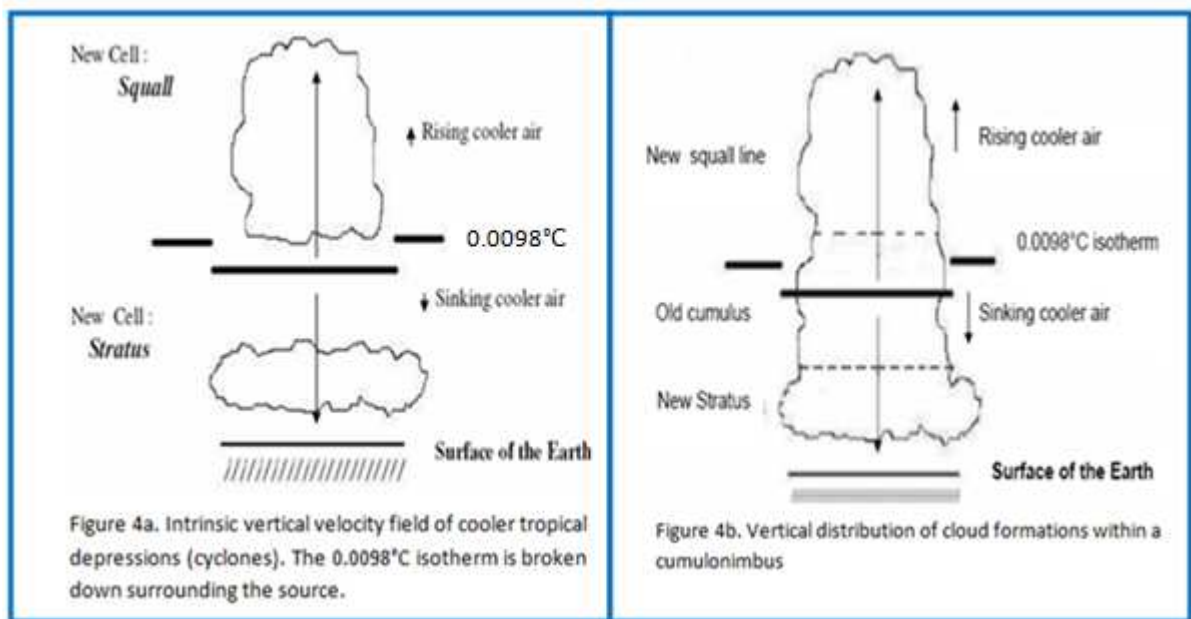 New Cell :
Squall
Rising cooler air
0.0098°C
Sinking cooler air
New Cell :
Stratus
Surface of the Earth
Figure 4a. Intrinsic vertical velocity field of cooler tropical
depressions (cyclones). The 0.0098°C isotherm is broken
down surrounding the source.
Rising cooler air
New squall line
0.0098°C isotherm
Old cumulus
Sinking cooler air
New Stratus
Surface of the Earth
Figure 4b. Vertical distribution of cloud formations within a
cumulonimbus